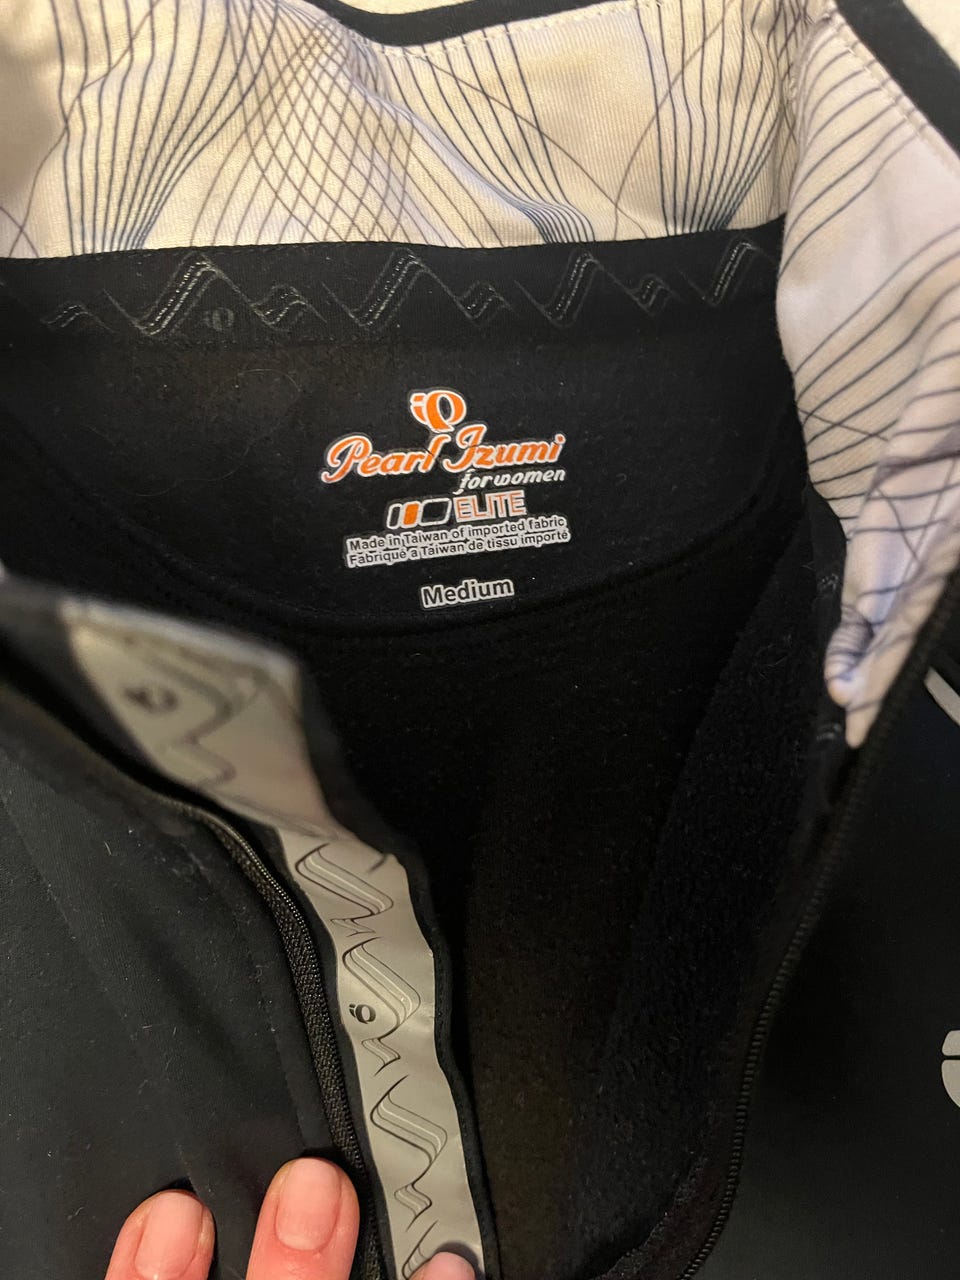 Pearl Izumi
for women
ELITE
Made in Taiwan of imported fabric
Fabriqué a Taiwan de tissu importé
Medium